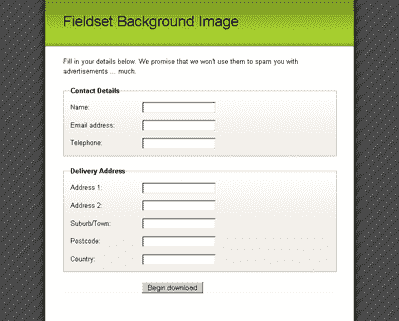 Fieldset Background Image
Fill in your details below. We promise that we won't use them to spam you with
advertisements ... much.
Contact Details
Name:
Email address:
Telephone:
Delivery Address
Address 1:
Address 2:
Suburb/Town:
Postcode:
Country:
Begin download